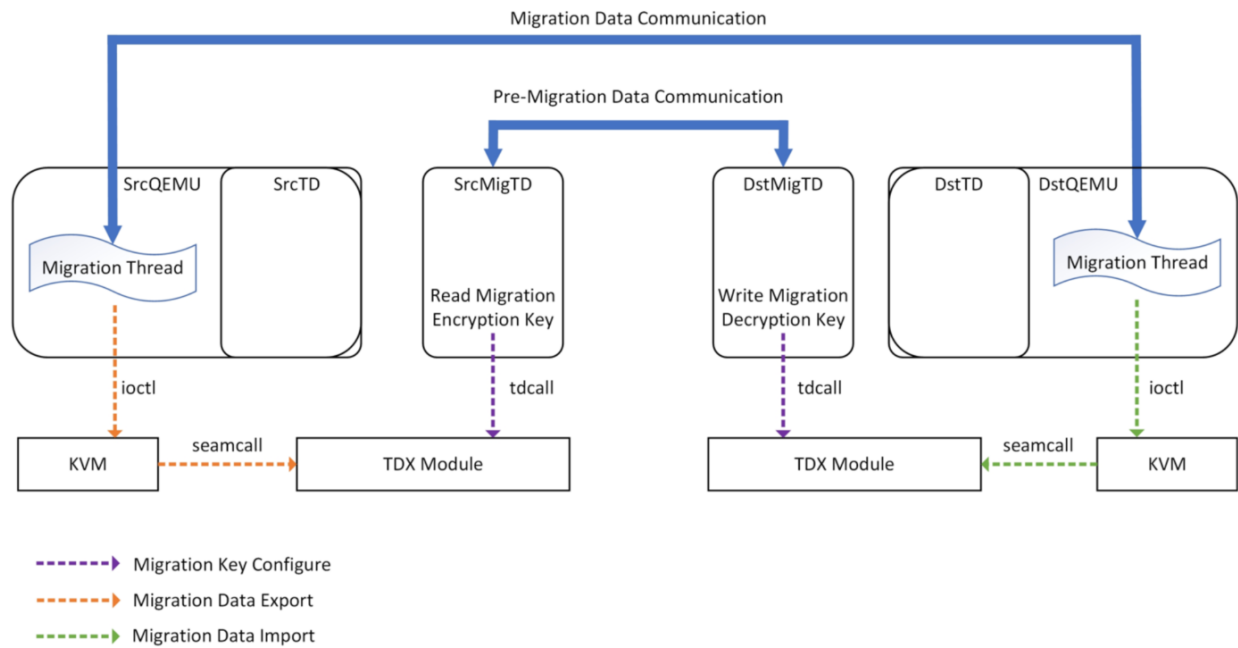 Migration Data Communication
Pre-Migration Data Communication
SrcQEMU
SrcTD
SrcMigTD
DstMigTD
DstTD
DstQEMU
Migration Thread
Migration Thread
Read Migration
Encryption Key
Write Migration
Decryption Key
ioctl
tdcall
tdcall
ioctl
KVM
seamcall
TDX Module
TDX Module
seamcall
KVM
Migration Key Configure
Migration Data Export
Migration Data Import